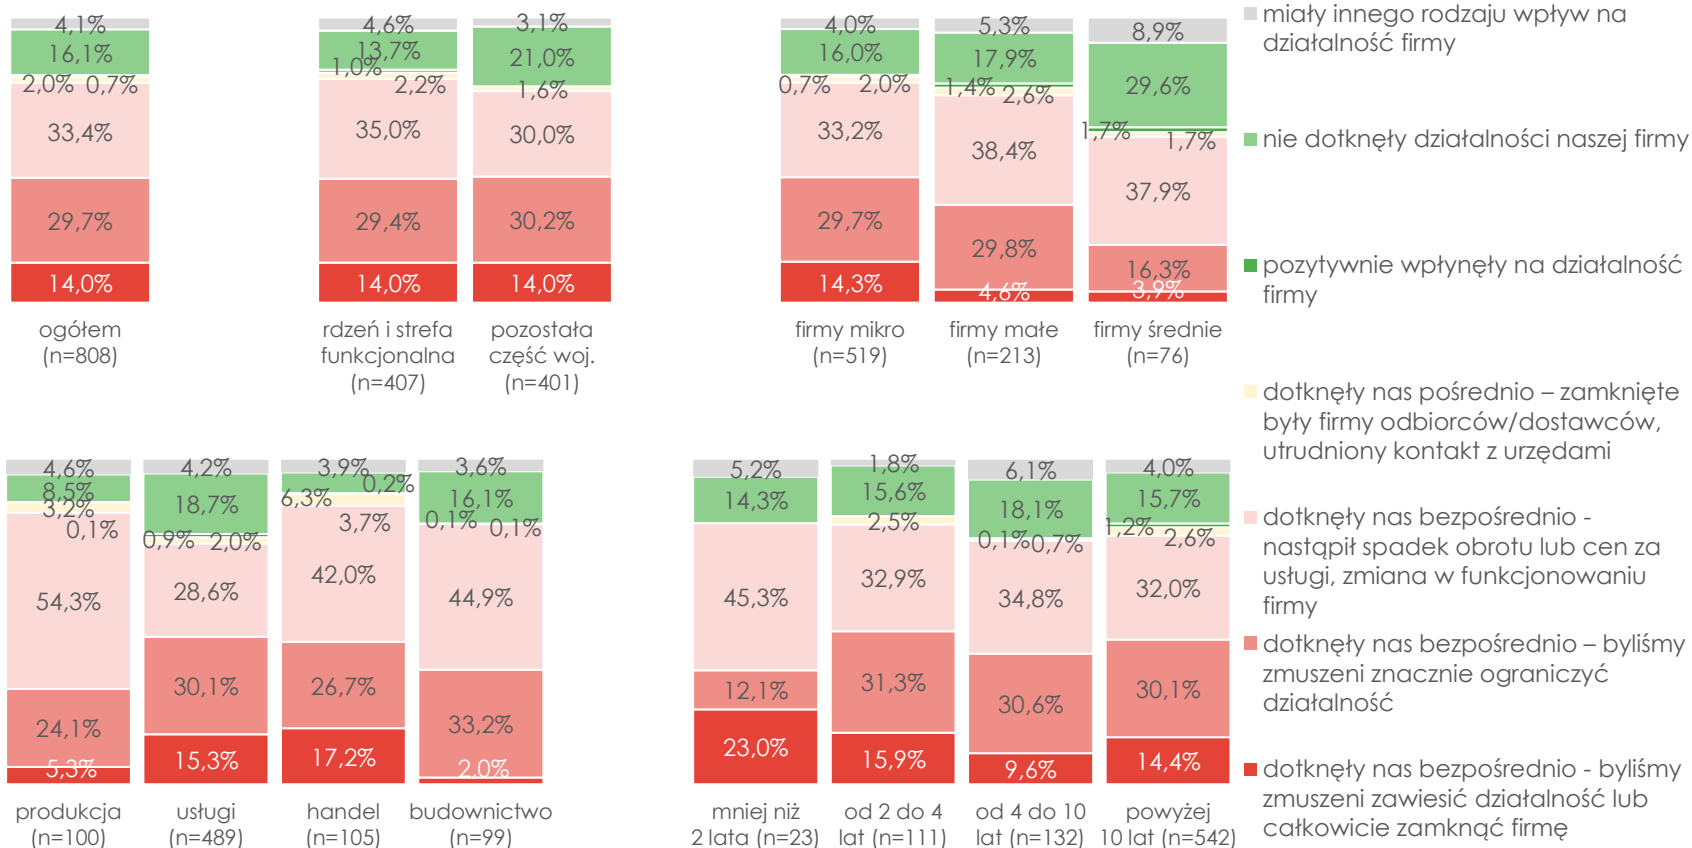 4,1%
16,1%
2,0% 0,7%
33,4%
29,7%
14,0%
ogółem
(n=808)
4,6%
13,7%
1,0%
2,2%
35,0%
29,4%
14,0%
rdzeń i strefa
funkcjonalna
(n=407)
3,1%
21,0%
1,6%
30,0%
30,2%
14,0%
pozostała
część woj.
(n=401)
4,0%
16,0%
0,7% 2,0%
33,2%
29,7%
14,3%
firmy mikro
(n=519)
5,3%
17,9%
1,4% 2,6%
38,4%
29,8%
4,6%
firmy małe
(n=213)
8,9%
29,6%
1,7% 1,7%
37,9%
16,3%
3,9%
firmy średnie
(n=76)
4,6%
8,5%
3,2%
0,1%
54,3%
24,1%
5,3%
produkcja
(n=100)
4,2%
18,7%
0,9% 2,0%
28,6%
30,1%
15,3%
usługi
(n=489)
3,9%
0,2%
6,3%
3,7%
42,0%
26,7%
17,2%
handel
(n=105)
3,6%
16,1%
0,1% 0,1%
44,9%
33,2%
2,0%
budownictwo
(n=99)
5,2%
14,3%
45,3%
12,1%
23,0%
mniej niż
2 lata (n=23)
1,8%
15,6%
2,5%
32,9%
31,3%
15,9%
od 2 do 4
lat (n=111)
6,1%
18,1%
0,1% 0,7%
34,8%
30,6%
9,6%
od 4 do 10
lat (n=132)
4,0%
15,7%
1,2% 2,6%
32,0%
30,1%
14,4%
powyżej
10 lat (n=542)
miały innego rodzaju wpływ na
działalność firmy
nie dotknęły działalności naszej firmy
pozytywnie wpłynęły na działalność
firmy
dotknęły nas pośrednio – zamknięte
były firmy odbiorców/dostawców,
utrudniony kontakt z urzędami
dotknęły nas bezpośrednio -
nastąpił spadek obrotu lub cen za
usługi, zmiana w funkcjonowaniu
firmy
dotknęły nas bezpośrednio – byliśmy
zmuszeni znacznie ograniczyć
działalność
dotknęły nas bezpośrednio - byliśmy
zmuszeni zawiesić działalność lub
całkowicie zamknąć firmę